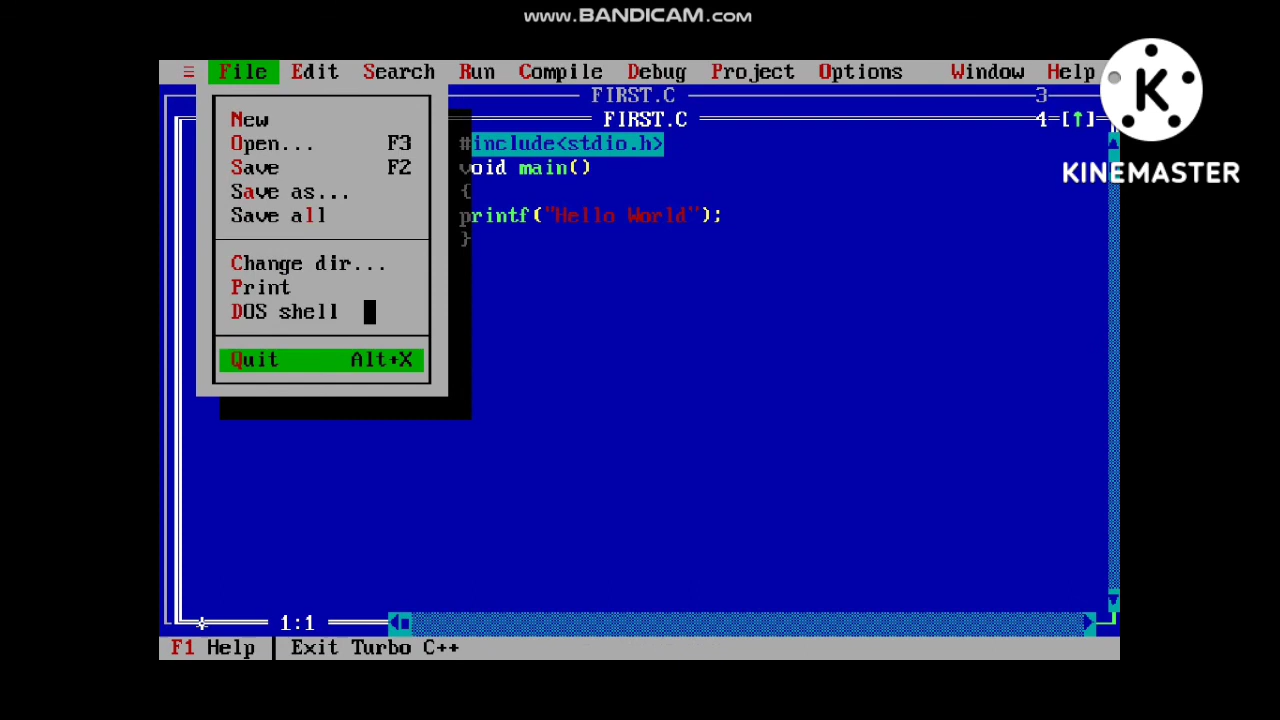 www.BANDICAM.com
≡ File Edit Search Run Compile Debug Project Options Window Help
FIRST.C 3
FIRST.C 4=[↑]
New
Open... F3
Save F2
Save as...
Save all
Change dir...
Print
DOS shell
Quit Alt+X
#include<stdio.h>
void main()
{
printf("Hello World");
}
K
KINEMASTER
1:1
F1 Help Exit Turbo C++